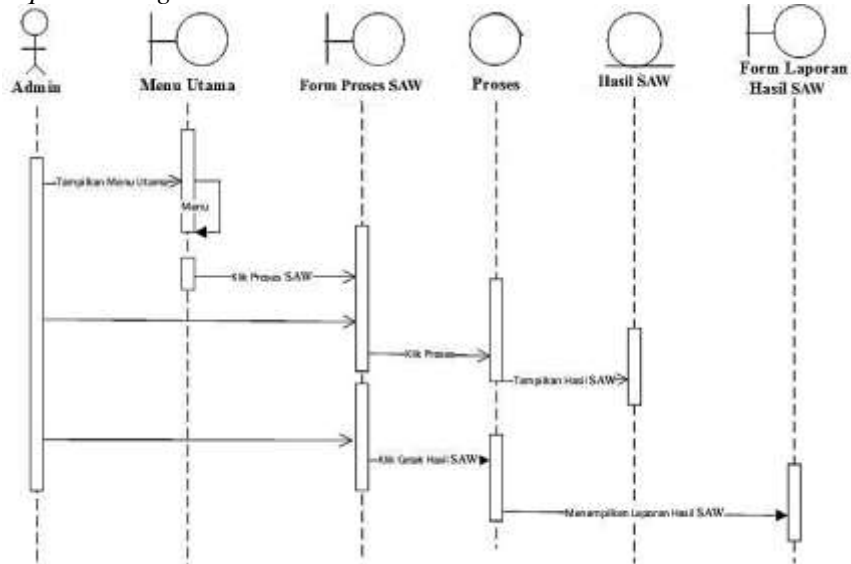 Admin
Menu Utama
Form Proses SAW
Proses
Hasil SAW
Form Laporan
Hasil SAW
Tampilkan Menu Utama
Menu
Klik Proses SAW
Klik Proses
Tampilkan Hasil SAW
Klik Cetak Hasil SAW
Menampilkan Laporan Hasil SAW